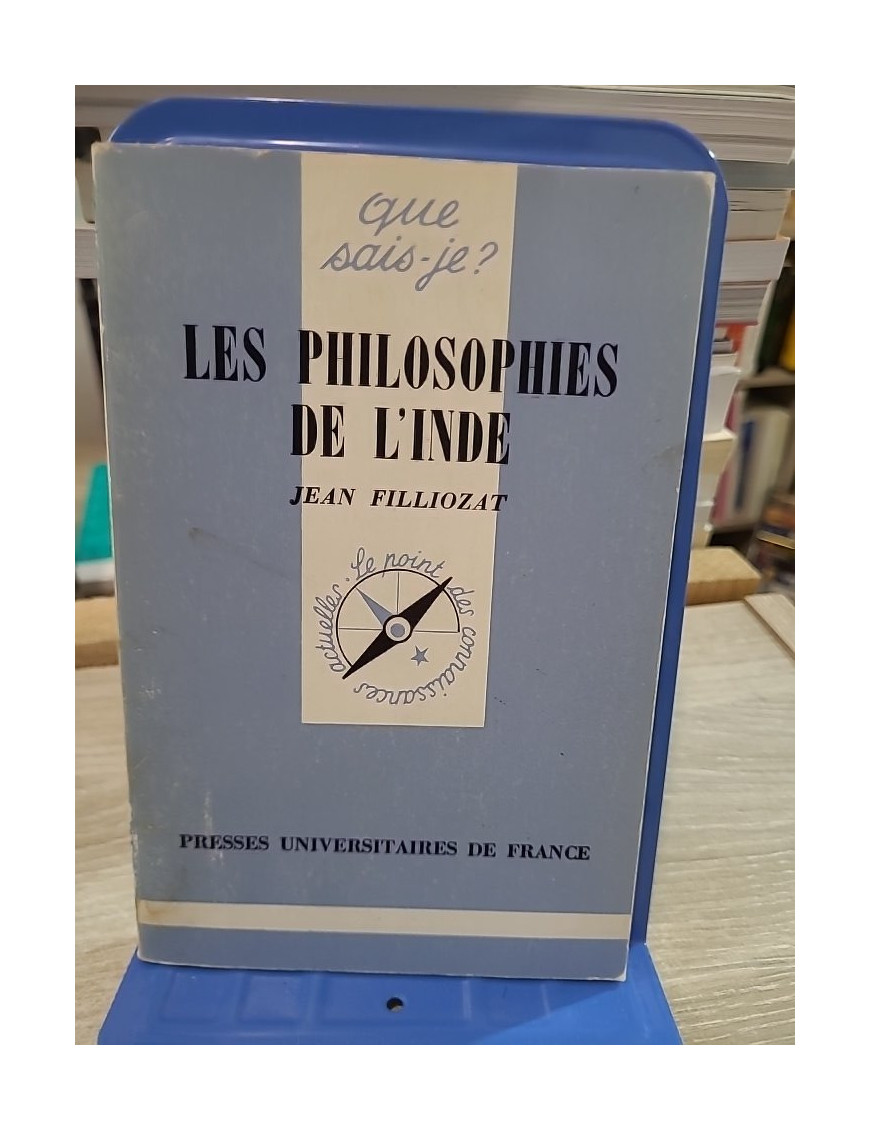 que
sais-je?
LES PHILOSOPHIES
DE L'INDE
JEAN FILLIOZAT
Le point des connaissances actuelles.
PRESSES UNIVERSITAIRES DE FRANCE